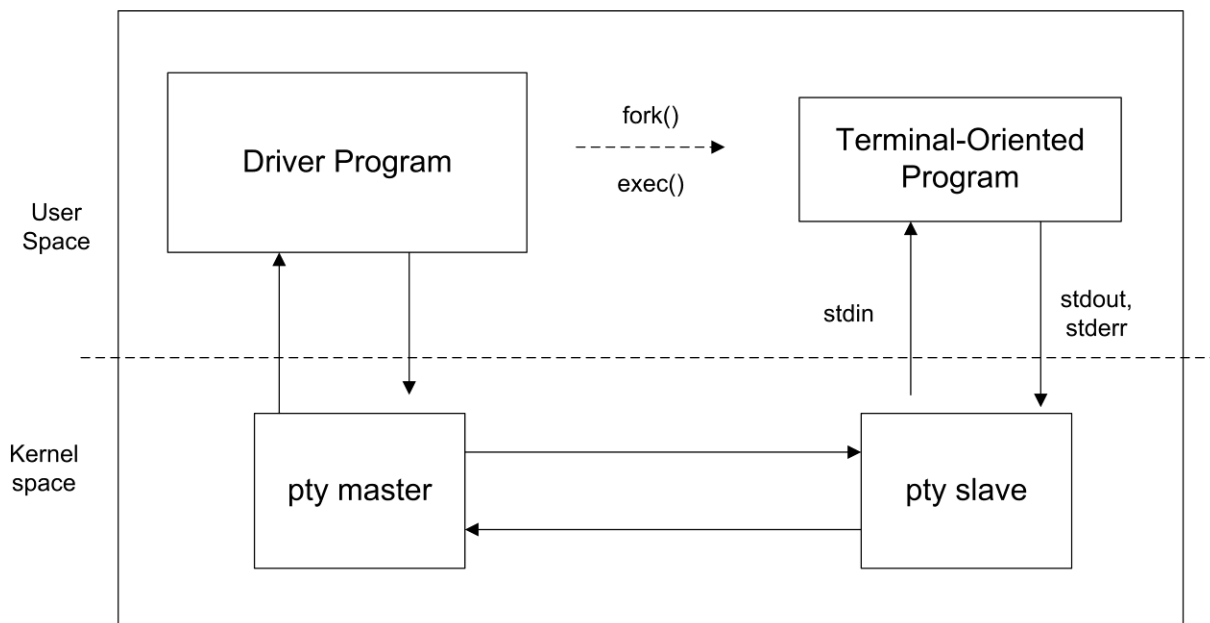 Driver Program
fork()
exec()
Terminal-Oriented
Program
User
Space
stdin
stdout,
stderr
Kernel
space
pty master
pty slave